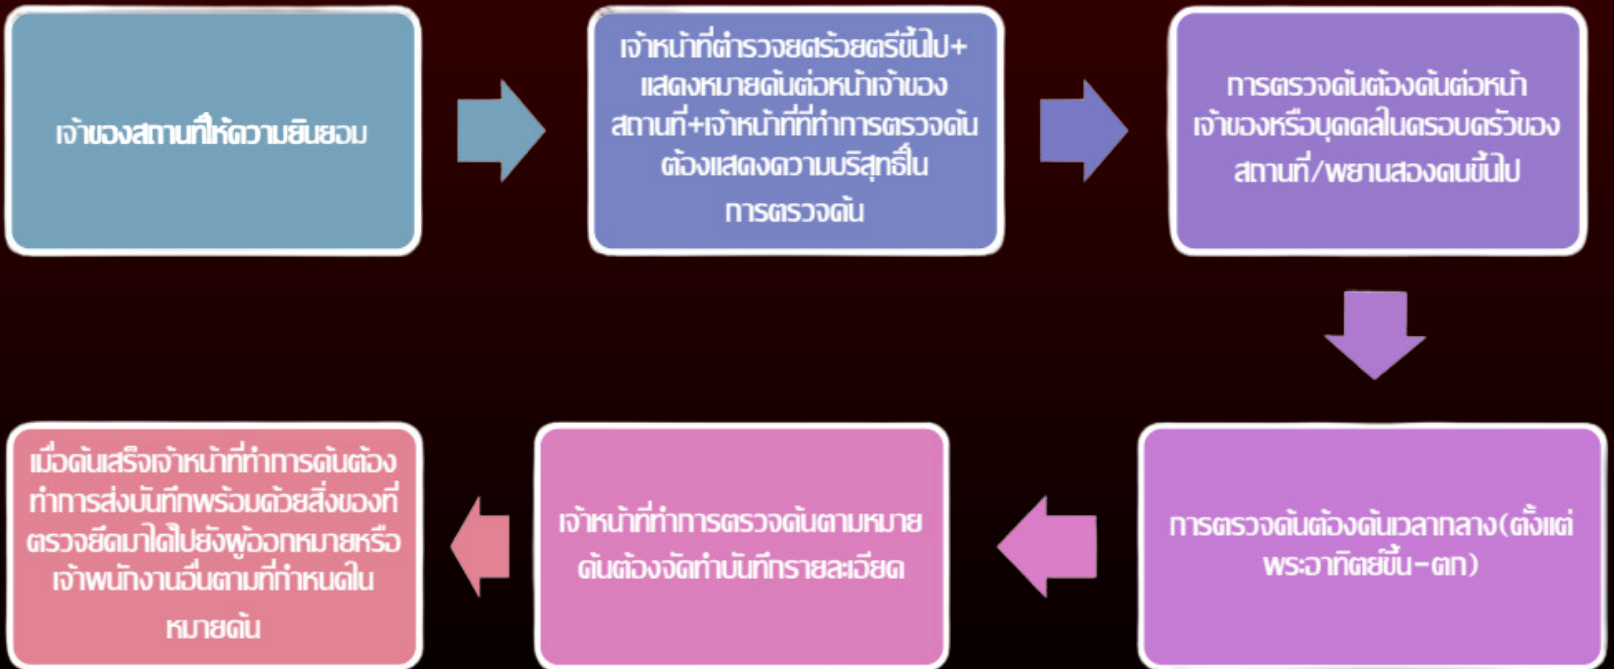 เจ้าของสถานที่ให้ความยินยอม
เจ้าหน้าที่ตำรวจยศร้อยตรีขึ้นไป+
แสดงหมายค้นต่อหน้าเจ้าของ
สถานที่+เจ้าหน้าที่ที่ทำการตรวจค้น
ต้องแสดงความบริสุทธิ์ใน
การตรวจค้น
การตรวจค้นต้องค้นต่อหน้า
เจ้าของหรือบุคคลในครอบครัวของ
สถานที่/พยานสองคนขึ้นไป
การตรวจค้นต้องค้นเวลากลาง(ตั้งแต่
พระอาทิตย์ขึ้น-ตก)
เจ้าหน้าที่ทำการตรวจค้นตามหมาย
ค้นต้องจัดทำบันทึกรายละเอียด
เมื่อค้นเสร็จเจ้าหน้าที่ทำการค้นต้อง
ทำการส่งบันทึกพร้อมด้วยสิ่งของที่
ตรวจยึดมาได้ไปยังผู้ออกหมายหรือ
เจ้าพนักงานอื่นตามที่กำหนดใน
หมายค้น